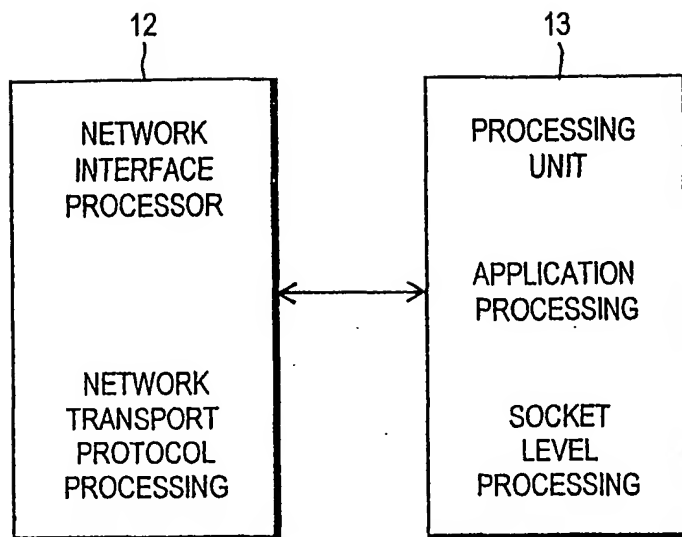 12
13
NETWORK
INTERFACE
PROCESSOR
NETWORK
TRANSPORT
PROTOCOL
PROCESSING
PROCESSING
UNIT
APPLICATION
PROCESSING
SOCKET
LEVEL
PROCESSING